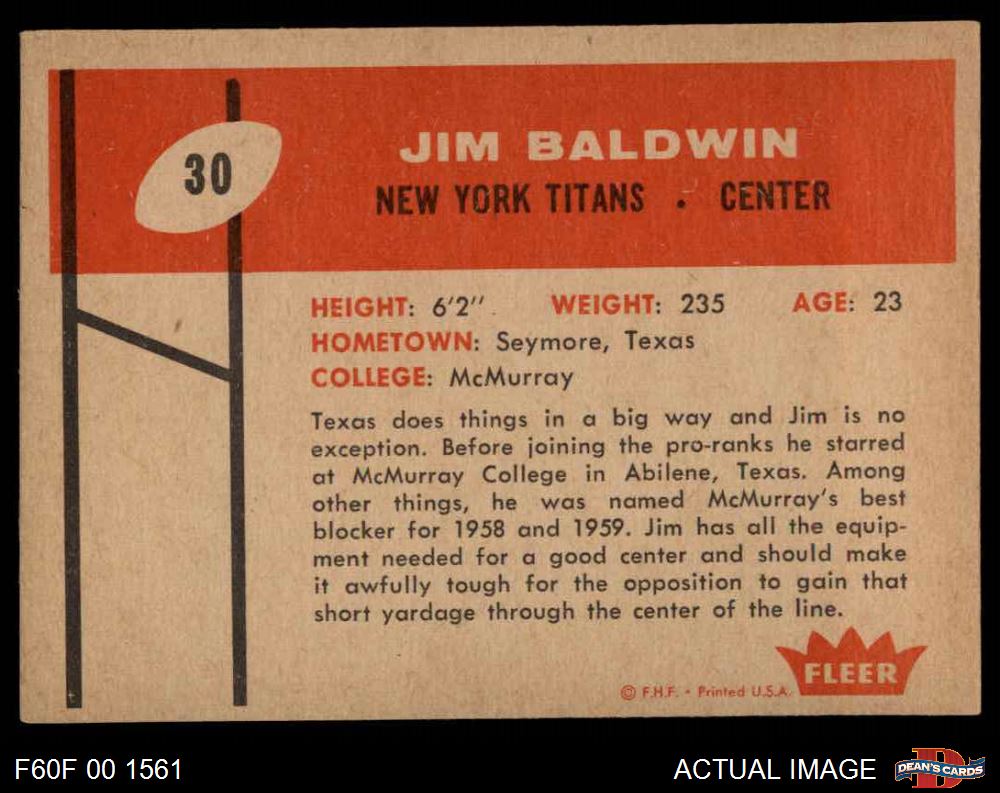 30
JIM BALDWIN
NEW YORK TITANS . CENTER
HEIGHT: 6'2" WEIGHT: 235 AGE: 23
HOMETOWN: Seymore, Texas
COLLEGE: McMurray
Texas does things in a big way and Jim is no
exception. Before joining the pro-ranks he starred
at McMurray College in Abilene, Texas. Among
other things, he was named McMurray's best
blocker for 1958 and 1959. Jim has all the equip-
ment needed for a good center and should make
it awfully tough for the opposition to gain that
short yardage through the center of the line.
FLEER
© F.H.F. • Printed U.S.A.
F60F 00 1561
ACTUAL IMAGE
D
DEAN'S CARDS